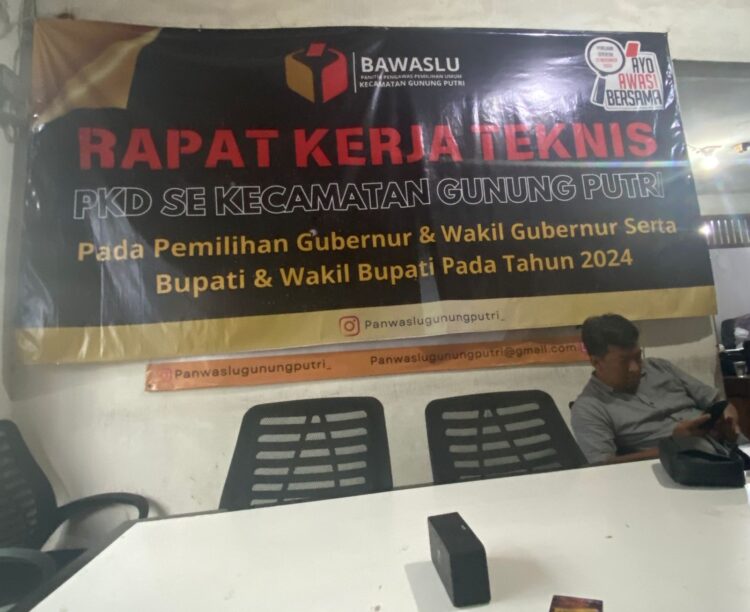 BAWASLU
PANITIA PENGAWAS PEMILIHAN UMUM
KECAMATAN GUNUNG PUTRI
AYO
AWASI
BERSAMA
RAPAT KERJA TEKNIS
PKD SE KECAMATAN GUNUNG PUTRI
Pada Pemilihan Gubernur & Wakil Gubernur Serta
Bupati & Wakil Bupati Pada Tahun 2024
Panwaslugunungputri_
Panwaslugunungputri_ Panwaslugunungputri@gmail.com